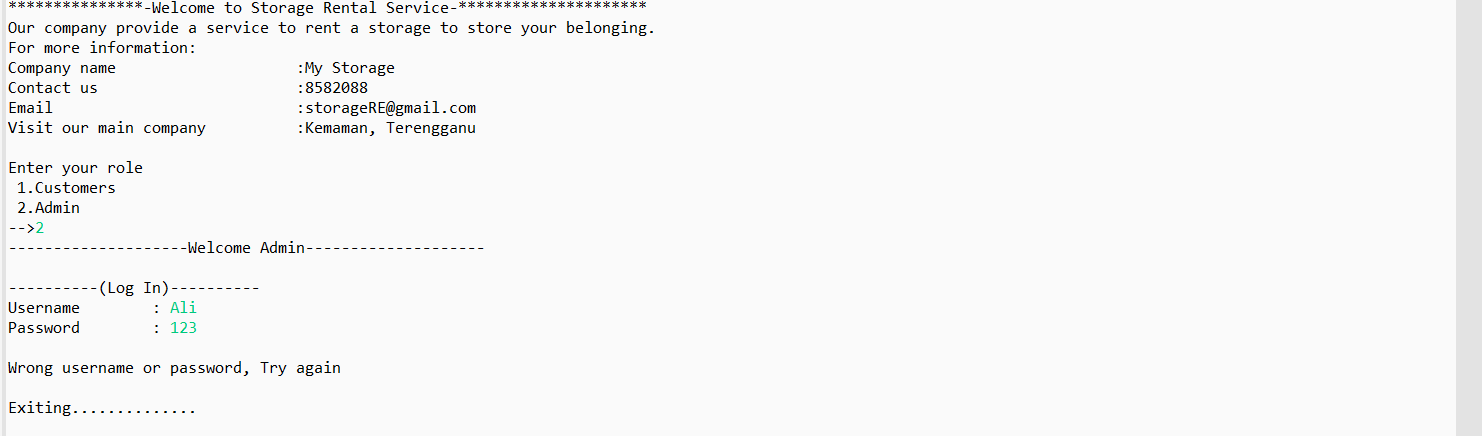 ***************-Welcome to Storage Rental Service-*********************
Our company provide a service to rent a storage to store your belonging.
For more information:
Company name                    :My Storage
Contact us                      :8582088
Email                           :storageRE@gmail.com
Visit our main company          :Kemaman, Terengganu
Enter your role
 1.Customers
 2.Admin
-->2
--------------------Welcome Admin--------------------
----------(Log In)----------
Username        : Ali
Password        : 123
Wrong username or password, Try again
Exiting..............